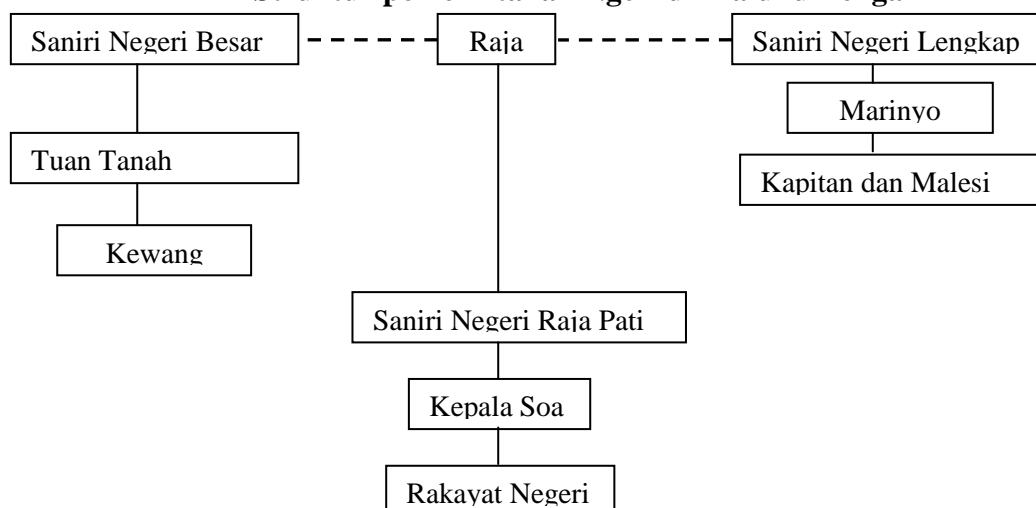 Saniri Negeri Besar
Raja
Saniri Negeri Lengkap
Marinyo
Tuan Tanah
Kapitan dan Malesi
Kewang
Saniri Negeri Raja Pati
Kepala Soa
Rakayat Negeri